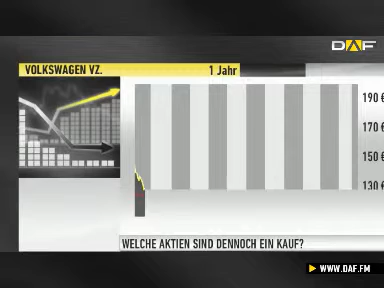 DAF
VOLKSWAGEN VZ. 1 Jahr
190 €
170 €
150 €
130 €
WELCHE AKTIEN SIND DENNOCH EIN KAUF?
WWW.DAF.FM